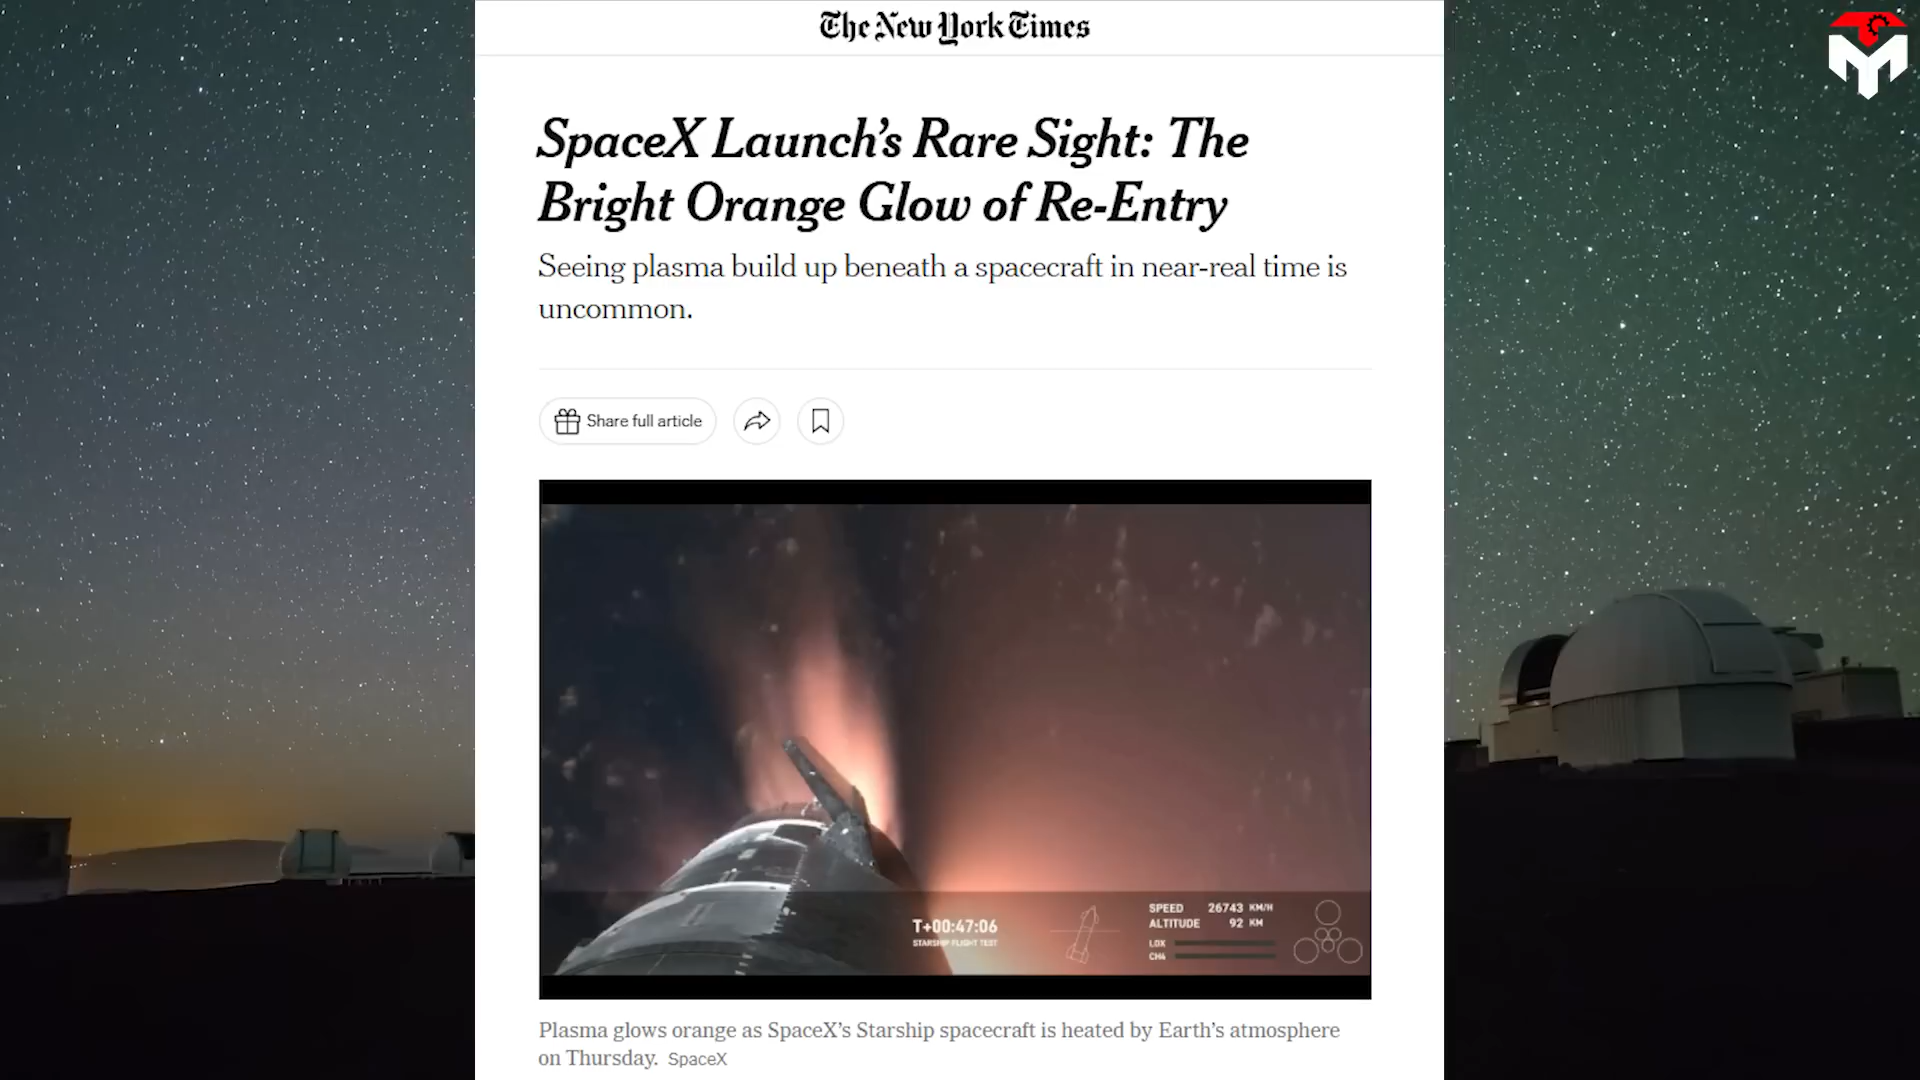 The New York Times
SpaceX Launch’s Rare Sight: The
Bright Orange Glow of Re-Entry
Seeing plasma build up beneath a spacecraft in near-real time is
uncommon.
Share full article
T+00:47:06
STARSHIP FLIGHT TEST
SPEED 26743 KM/H
ALTITUDE 92 KM
LOX
CH4
Plasma glows orange as SpaceX’s Starship spacecraft is heated by Earth’s atmosphere
on Thursday. SpaceX